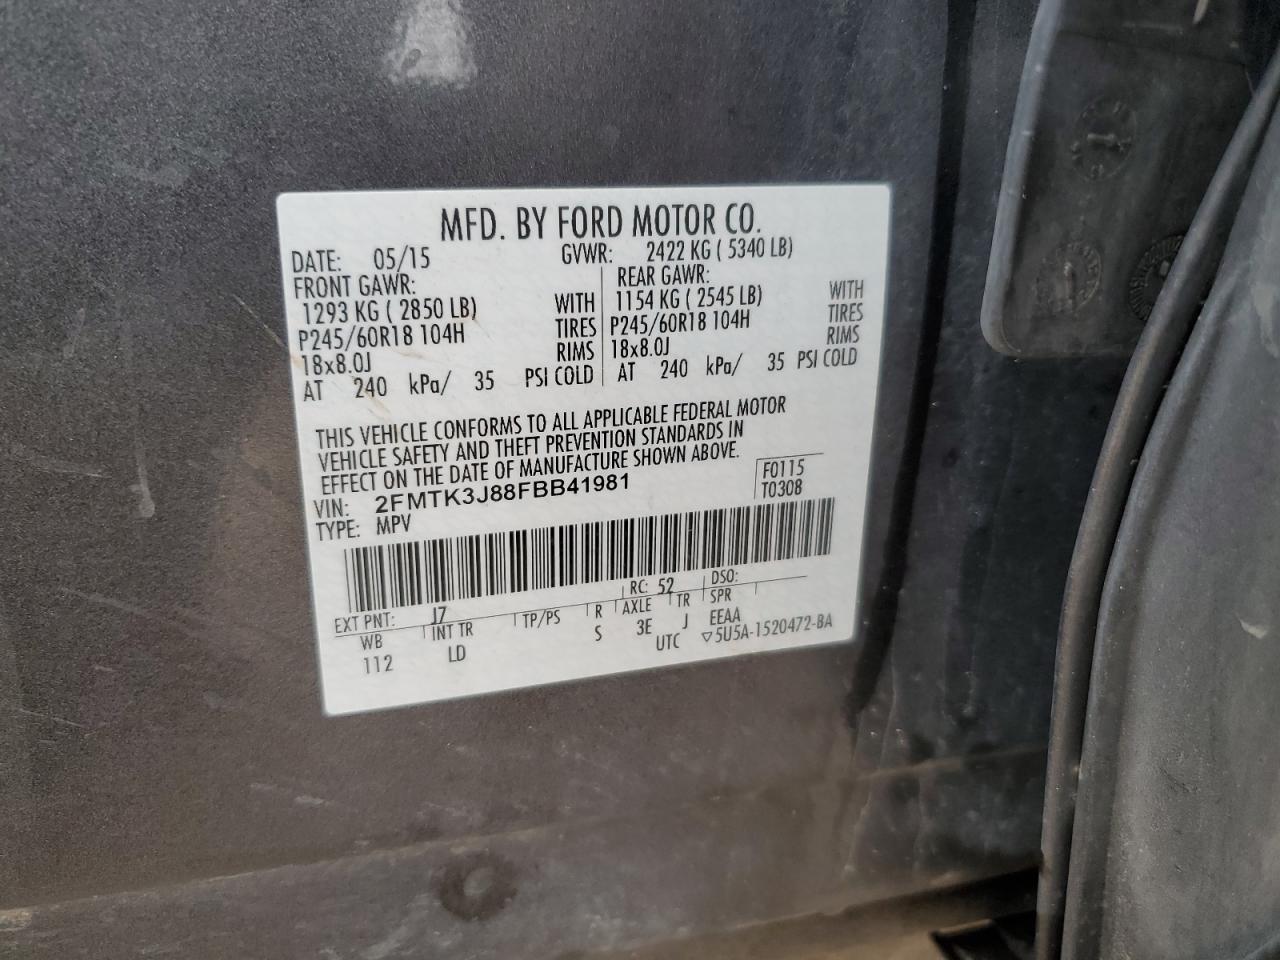 MFD. BY FORD MOTOR CO.
DATE: 05/15 GVWR: 2422 KG ( 5340 LB)
FRONT GAWR: REAR GAWR:
1293 KG ( 2850 LB) WITH 1154 KG ( 2545 LB) WITH
P245/60R18 104H TIRES P245/60R18 104H TIRES
18x8.0J RIMS 18x8.0J RIMS
AT 240 kPa/ 35 PSI COLD AT 240 kPa/ 35 PSI COLD
THIS VEHICLE CONFORMS TO ALL APPLICABLE FEDERAL MOTOR
VEHICLE SAFETY AND THEFT PREVENTION STANDARDS IN
EFFECT ON THE DATE OF MANUFACTURE SHOWN ABOVE.
VIN: 2FMTK3J88FBB41981 F0115
TYPE: MPV T0308
EXT PNT: J7 RC: 52 DSO:
WB INT TR TP/PS R AXLE TR SPR
112 LD S 3E J EEAA
UTC ▽5U5A-1520472-BA